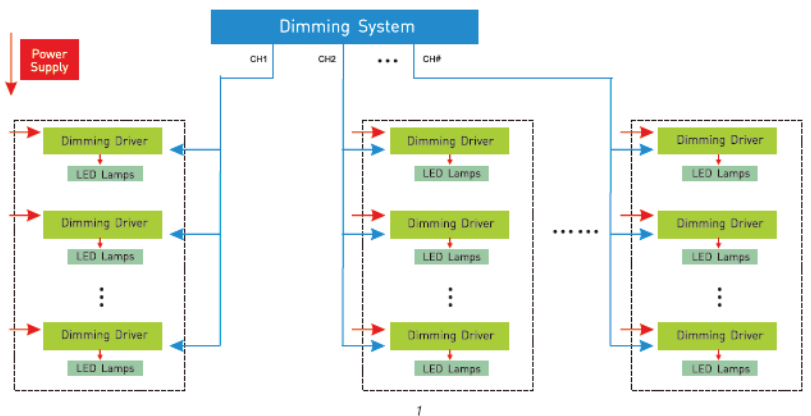 Dimming System
Power
Supply
CH1
CH2
•••
CH#
Dimming Driver
LED Lamps
Dimming Driver
LED Lamps
Dimming Driver
LED Lamps
Dimming Driver
LED Lamps
Dimming Driver
LED Lamps
Dimming Driver
LED Lamps
Dimming Driver
LED Lamps
Dimming Driver
LED Lamps
Dimming Driver
LED Lamps
1